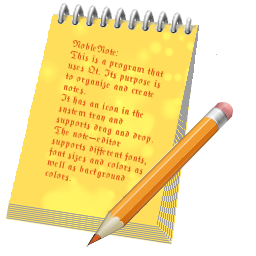 NobleNote:
This is a program that
uses Qt. Its purpose is
to organize and create
notes.
It has an icon in the
system tray and
supports drag and drop.
The note-editor
supports different fonts,
font sizes and colors as
well as background
colors.